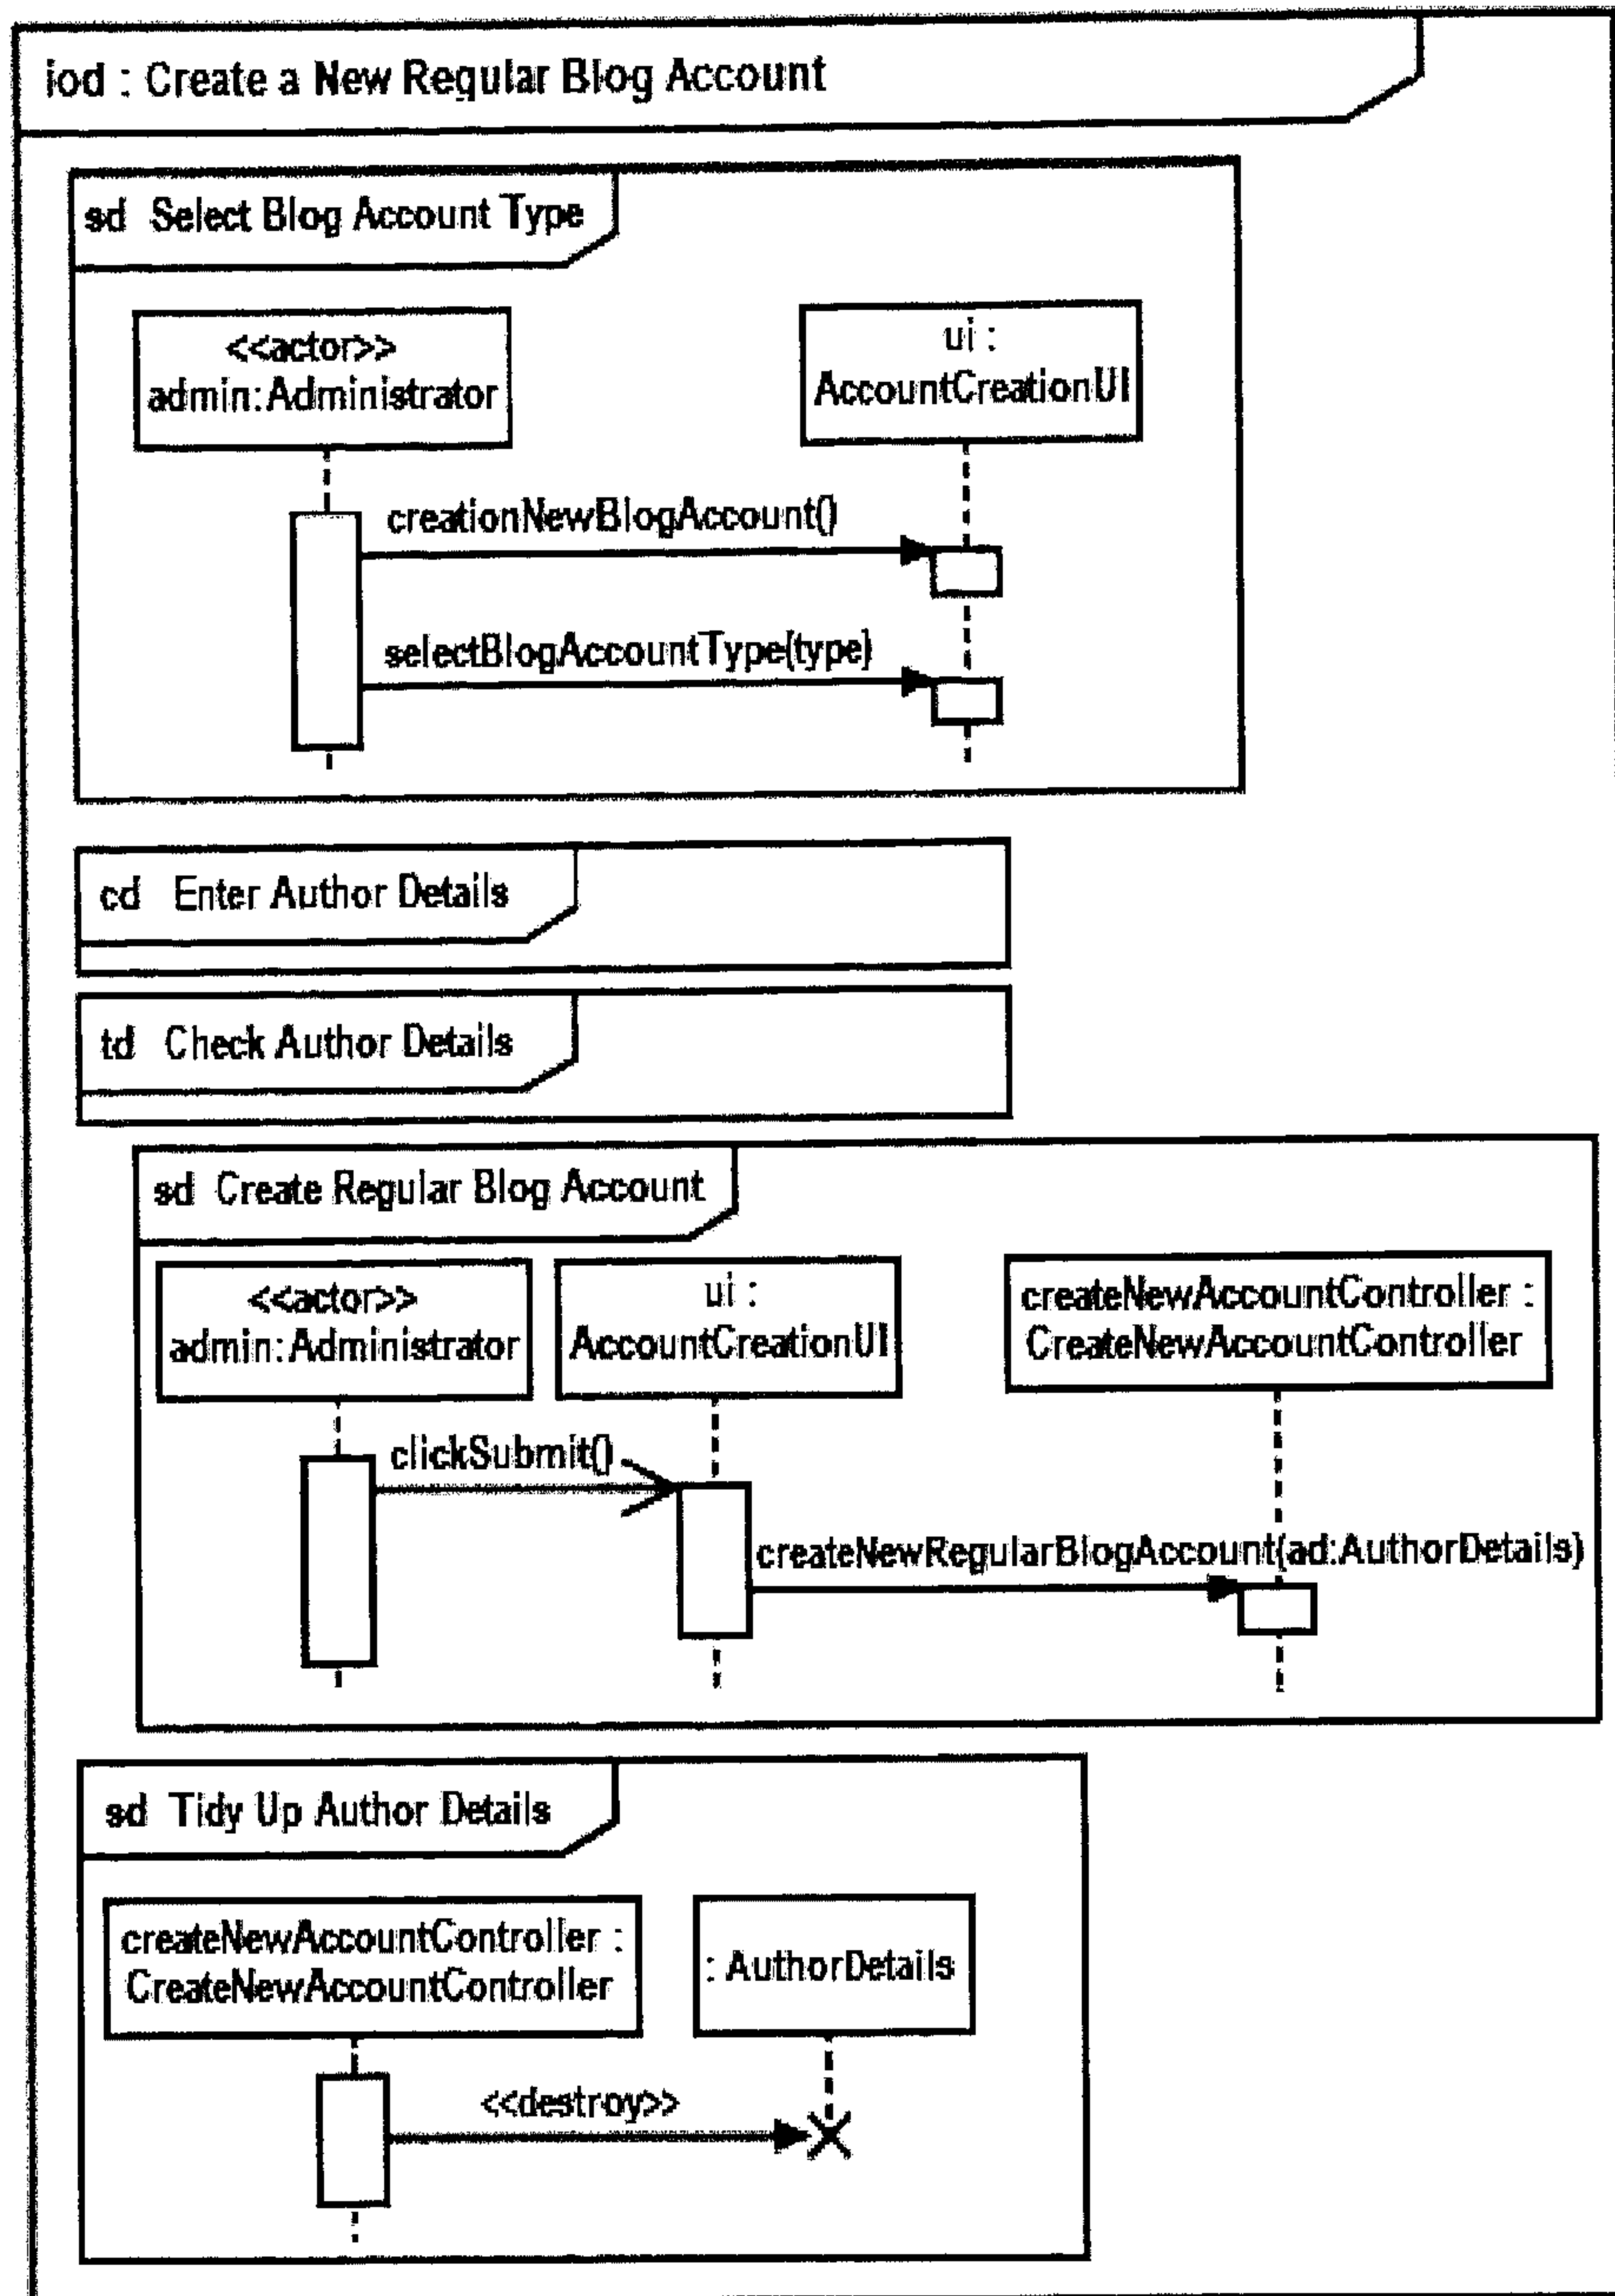 iod : Create a New Regular Blog Account
sd Select Blog Account Type
<<actor>>
admin:Administrator
ui :
AccountCreationUI
creationNewBlogAccount()
selectBlogAccountType(type)
cd Enter Author Details
td Check Author Details
sd Create Regular Blog Account
<<actor>>
admin:Administrator
ui :
AccountCreationUI
createNewAccountController :
CreateNewAccountController
clickSubmit()
createNewRegularBlogAccount(ad:AuthorDetails)
sd Tidy Up Author Details
createNewAccountController :
CreateNewAccountController
: AuthorDetails
<<destroy>>